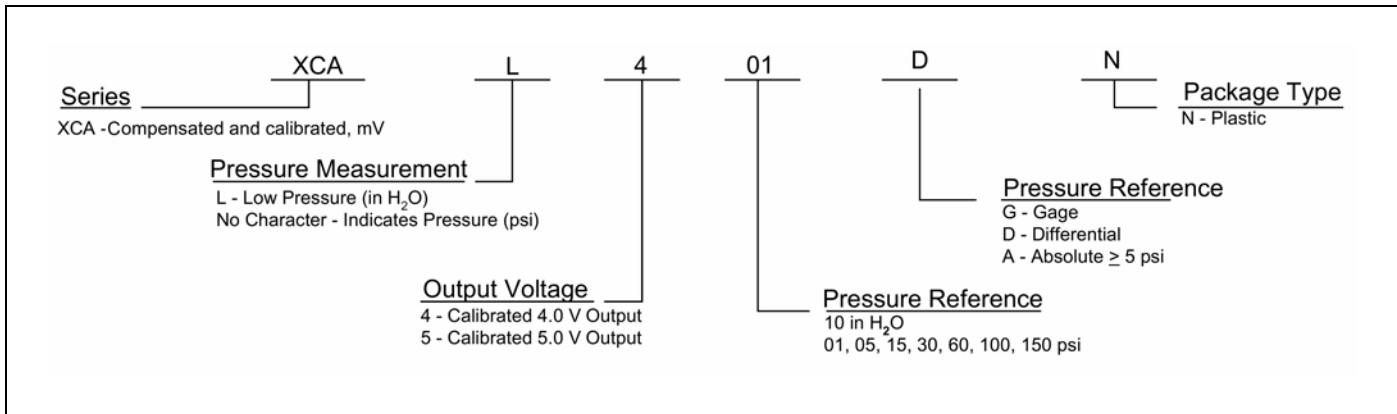 XCA L 4 01 D N
Series
XCA -Compensated and calibrated, mV
Package Type
N - Plastic
Pressure Measurement
L - Low Pressure (in H₂O)
No Character - Indicates Pressure (psi)
Pressure Reference
G - Gage
D - Differential
A - Absolute ≥ 5 psi
Output Voltage
4 - Calibrated 4.0 V Output
5 - Calibrated 5.0 V Output
Pressure Reference
10 in H₂O
01, 05, 15, 30, 60, 100, 150 psi